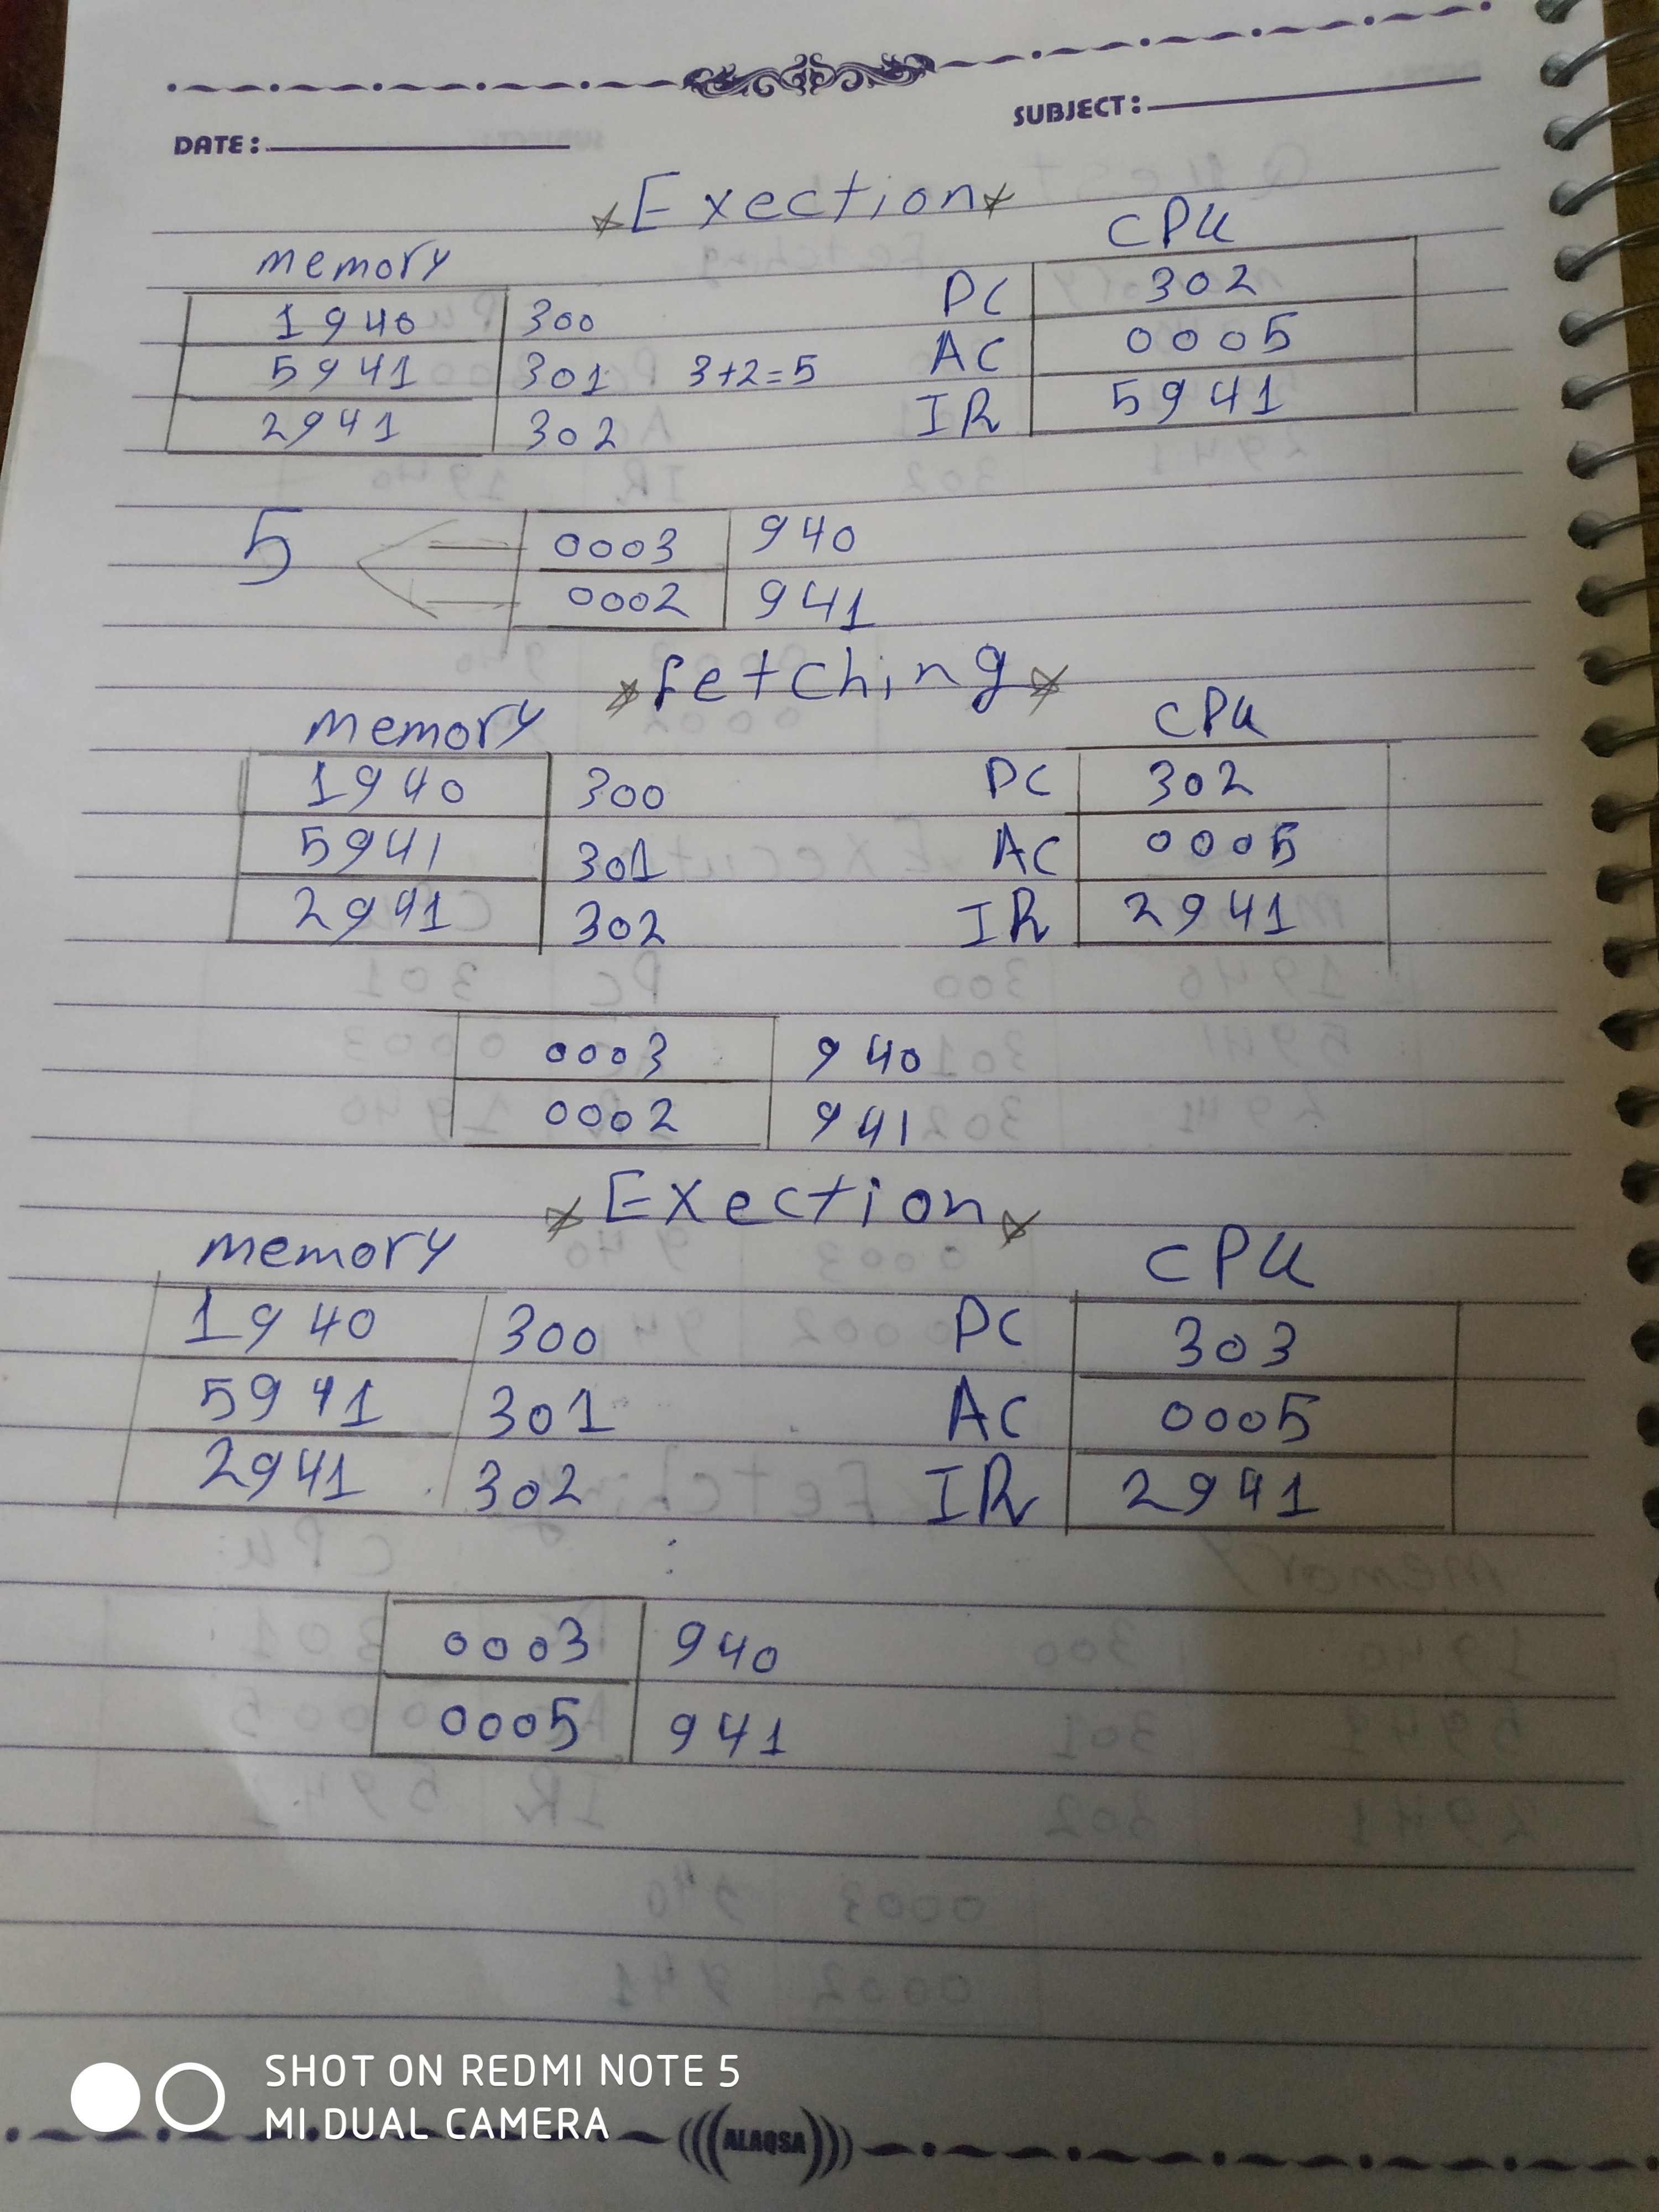 DATE: SUBJECT:
Exection
memory CPU
1940 300 PC 302
5941 301 3+2=5 AC 0005
2941 302 IR 5941
5 0003 940
0002 941
fetching
memory CPU
1940 300 PC 302
5941 301 AC 0005
2941 302 IR 2941
0003 940
0002 941
Exection
memory CPU
1940 300 PC 303
5941 301 AC 0005
2941 302 IR 2941
0003 940
0005 941
SHOT ON REDMI NOTE 5
MI DUAL CAMERA
ALAQSA